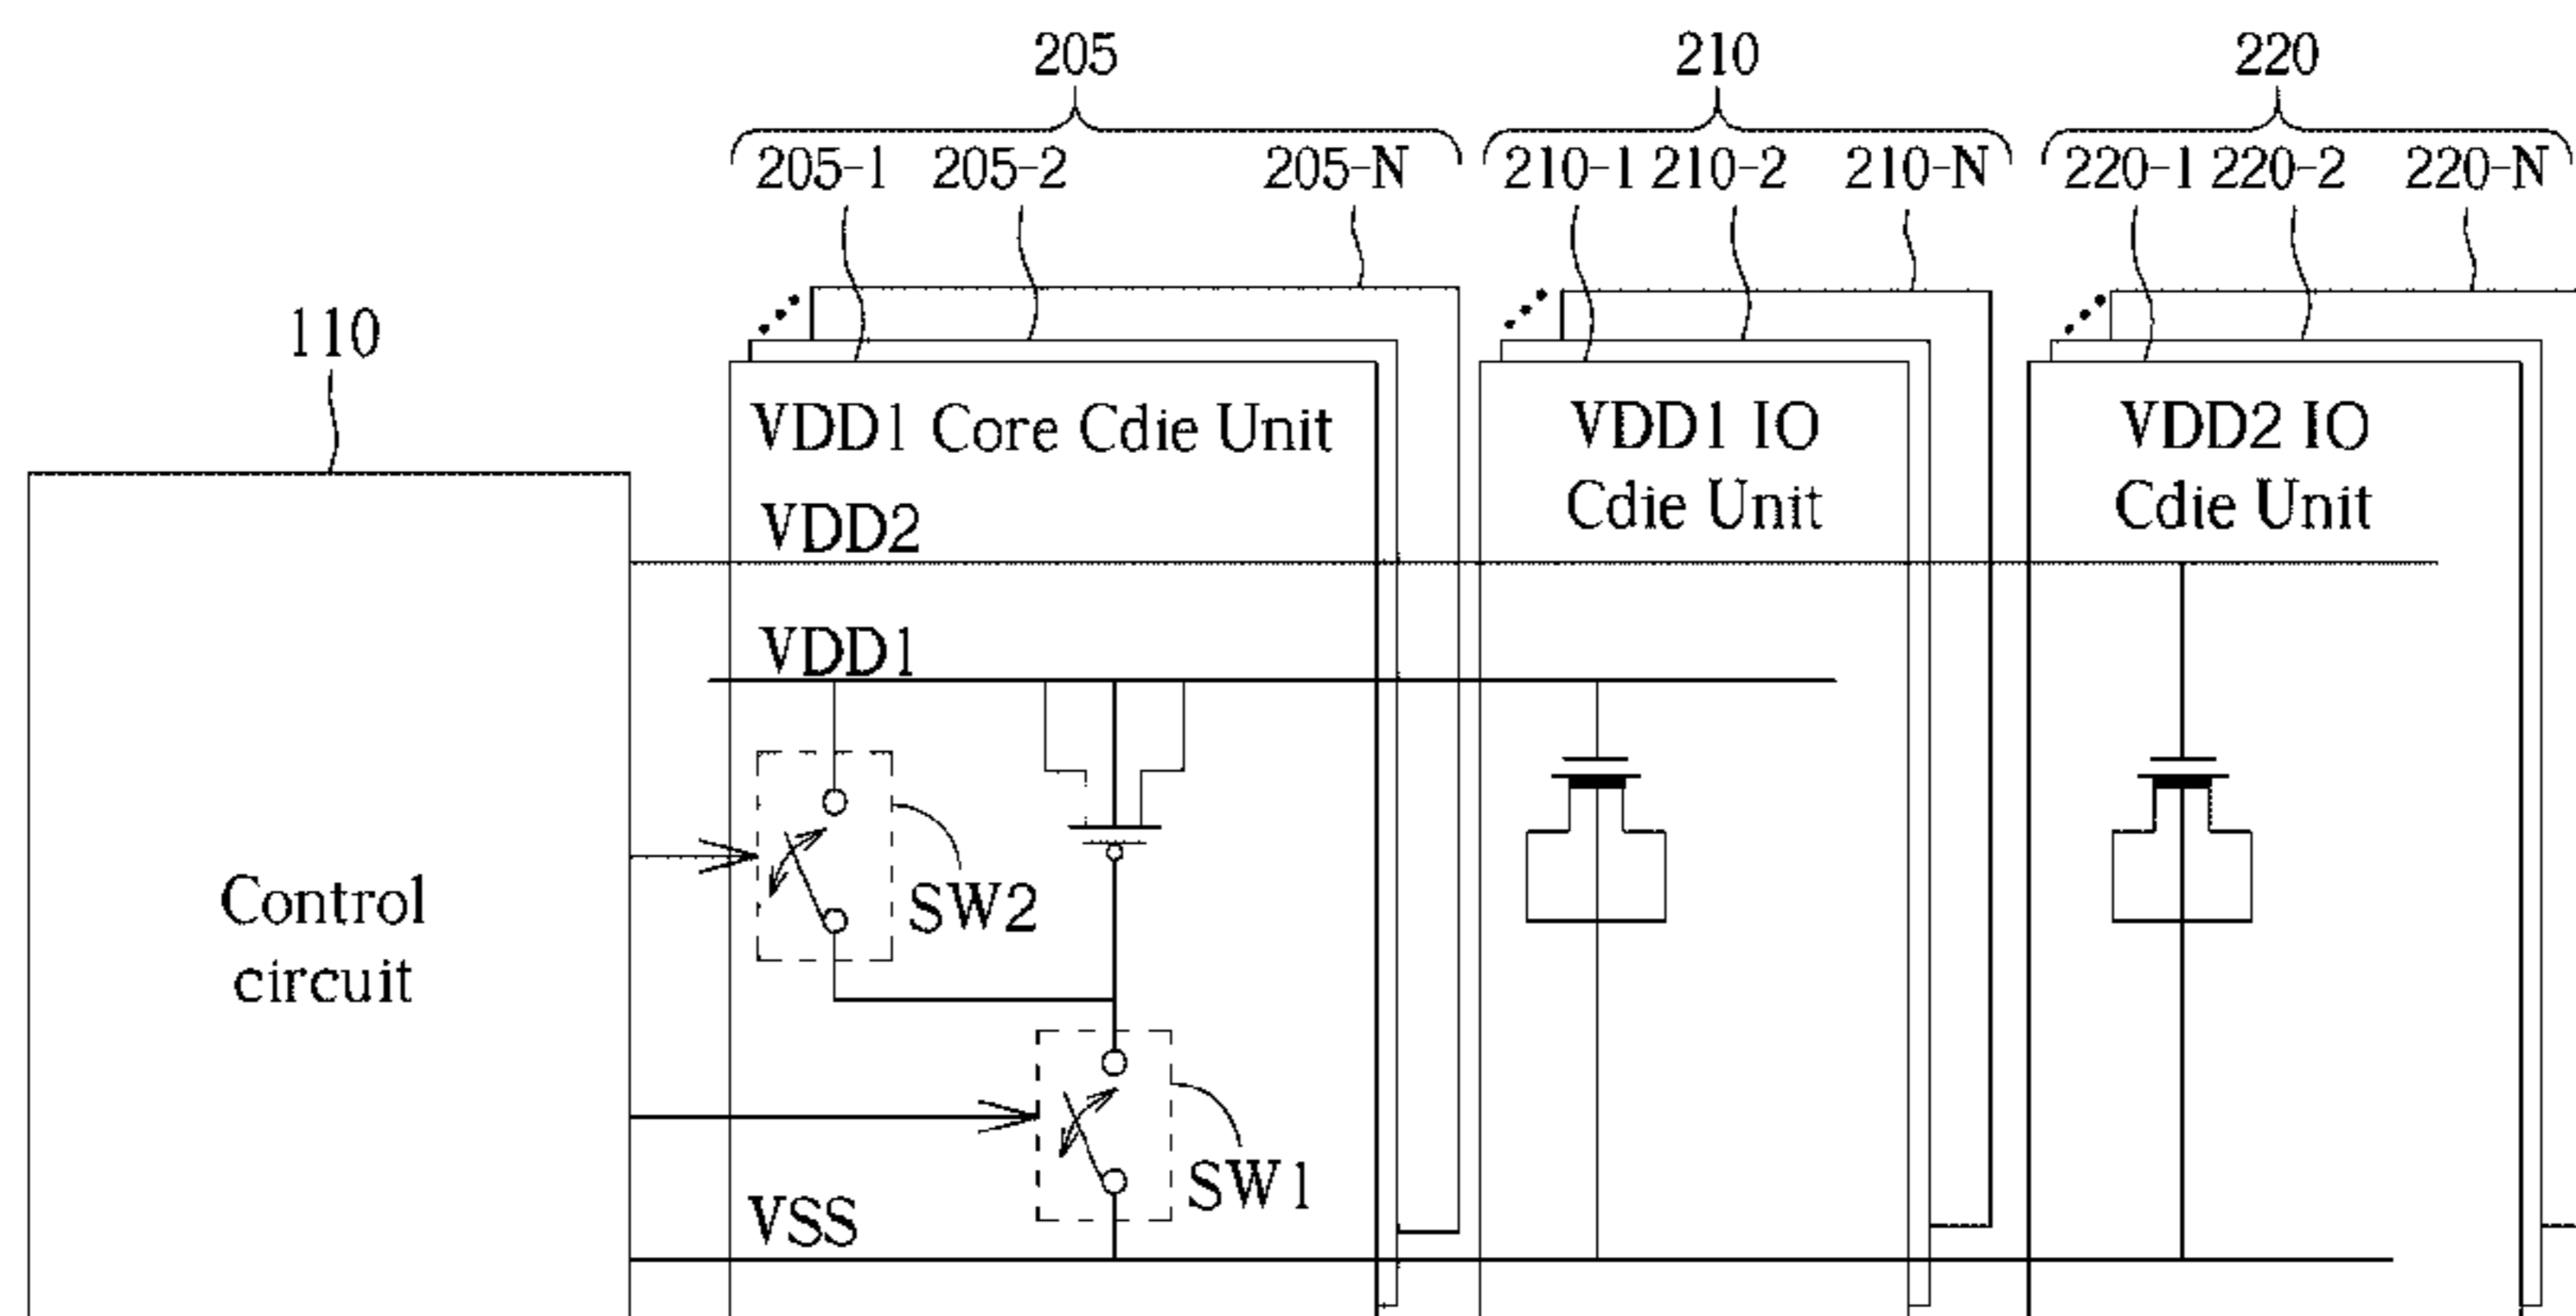 205
210
220
205-1 205-2 205-N
210-1 210-2 210-N
220-1 220-2 220-N
110
VDD1 Core Cdie Unit
VDD1 IO
Cdie Unit
VDD2 IO
Cdie Unit
VDD2
VDD1
Control
circuit
SW2
SW1
VSS